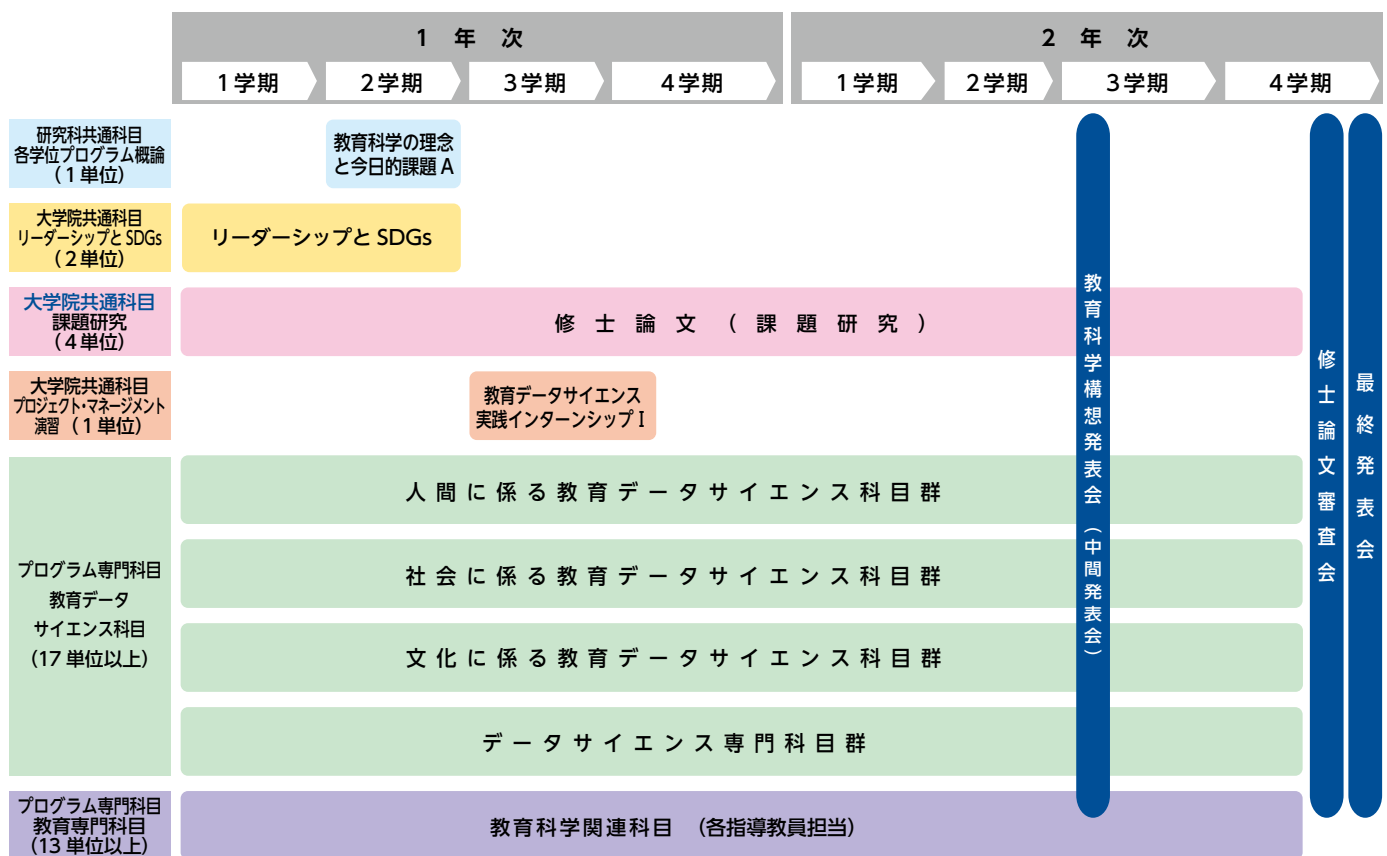 1 年 次
2 年 次
1学期
2学期
3学期
4学期
1学期
2学期
3学期
4学期
研究科共通科目
各学位プログラム概論
(1単位)
教育科学の理念
と今日的課題 A
大学院共通科目
リーダーシップとSDGs
(2単位)
リーダーシップと SDGs
大学院共通科目
課題研究
(4単位)
修士論文(課題研究)
大学院共通科目
プロジェクト・マネージメント
演習(1単位)
教育データサイエンス
実践インターンシップ I
プログラム専門科目
教育データ
サイエンス科目
(17 単位以上)
人間に係る教育データサイエンス科目群
社会に係る教育データサイエンス科目群
文化に係る教育データサイエンス科目群
データサイエンス専門科目群
プログラム専門科目
教育専門科目
(13 単位以上)
教育科学関連科目 (各指導教員担当)
教育科学構想発表会(中間発表会)
修士論文審査会
最終発表会